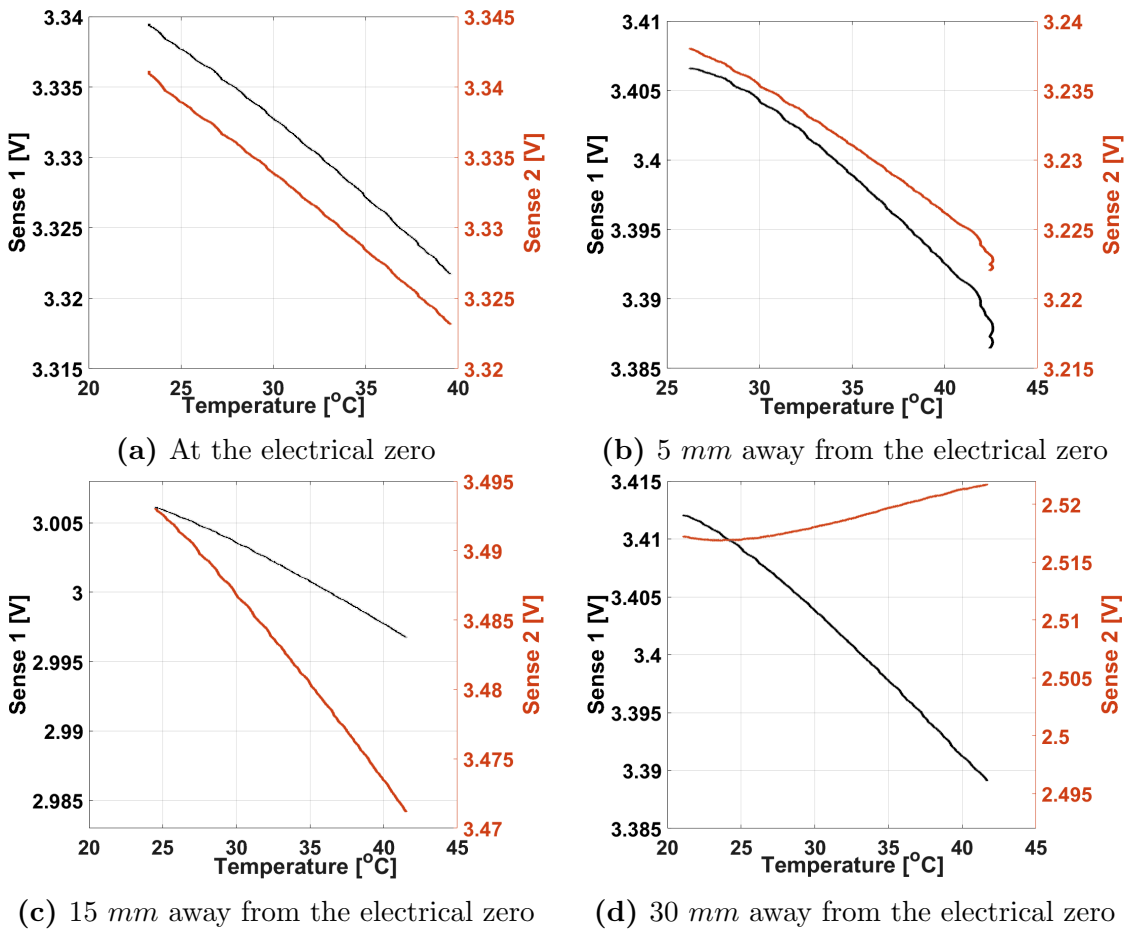 3.34
3.335
3.33
3.325
3.32
3.315
Sense 1 [V]
20 25 30 35 40
Temperature [°C]
3.345
3.34
3.335
3.33
3.325
3.32
Sense 2 [V]
(a) At the electrical zero
3.41
3.405
3.4
3.395
3.39
3.385
Sense 1 [V]
25 30 35 40 45
Temperature [°C]
3.24
3.235
3.23
3.225
3.22
3.215
Sense 2 [V]
(b) 5 mm away from the electrical zero
3.005
3
2.995
2.99
2.985
Sense 1 [V]
20 25 30 35 40 45
Temperature [°C]
3.495
3.49
3.485
3.48
3.475
3.47
Sense 2 [V]
(c) 15 mm away from the electrical zero
3.415
3.41
3.405
3.4
3.395
3.39
3.385
Sense 1 [V]
20 25 30 35 40 45
Temperature [°C]
2.52
2.515
2.51
2.505
2.5
2.495
Sense 2 [V]
(d) 30 mm away from the electrical zero